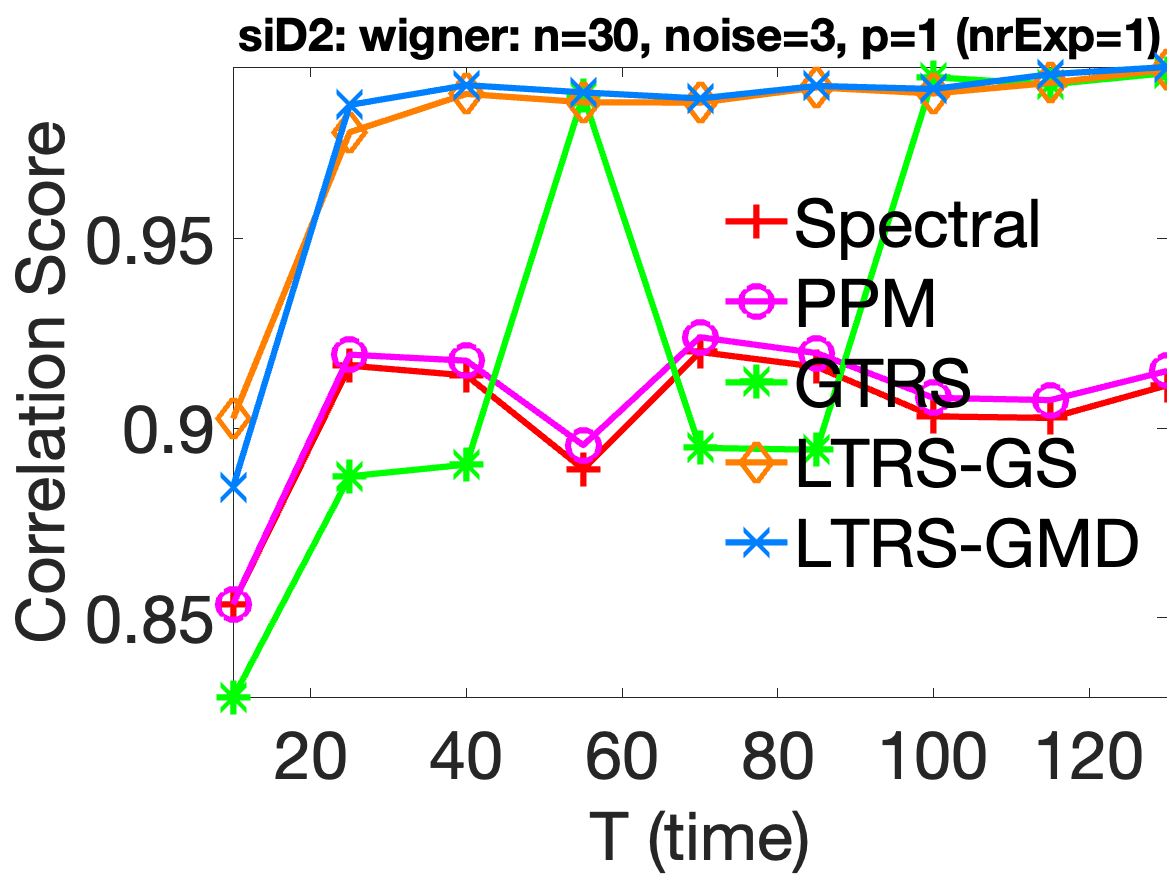 siD2: wigner: n=30, noise=3, p=1 (nrExp=1)
Correlation Score
0.95
0.9
0.85
Spectral
PPM
GTRS
LTRS-GS
LTRS-GMD
20 40 60 80 100 120
T (time)